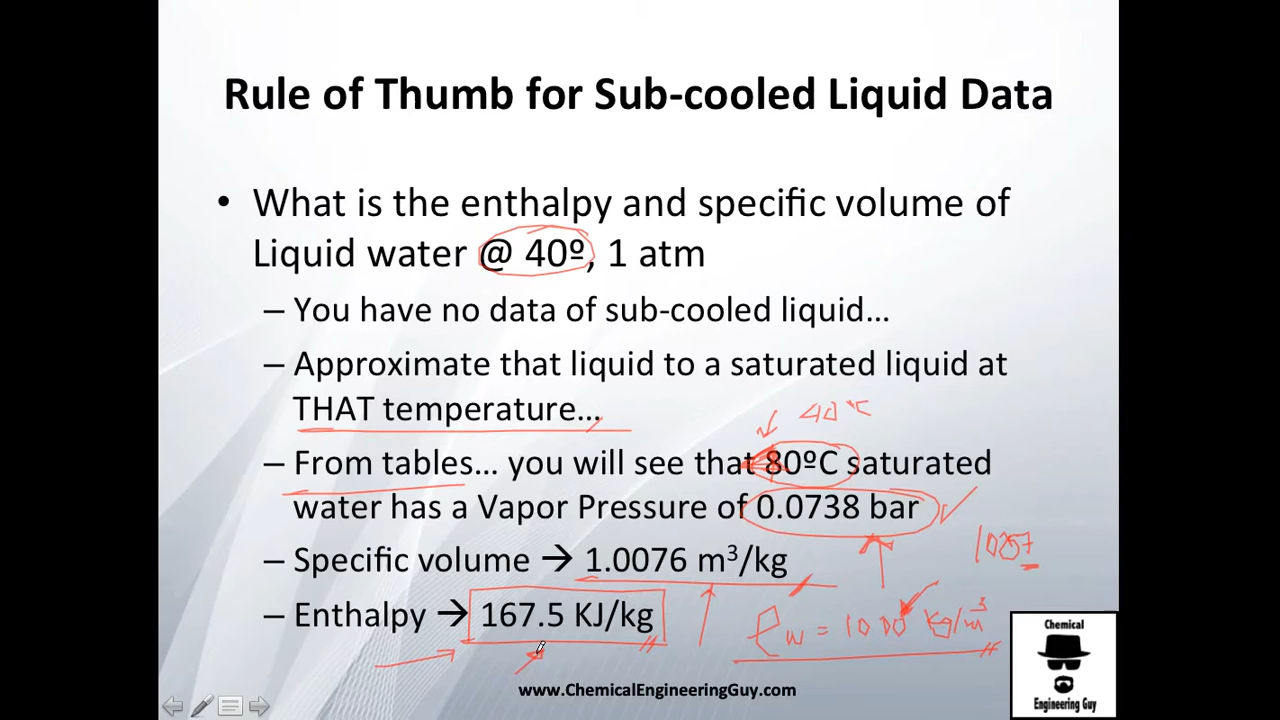 Rule of Thumb for Sub-cooled Liquid Data
• What is the enthalpy and specific volume of
Liquid water @ 40º, 1 atm
– You have no data of sub-cooled liquid…
– Approximate that liquid to a saturated liquid at
THAT temperature…
40 °C
– From tables… you will see that 80ºC saturated
water has a Vapor Pressure of 0.0738 bar
– Specific volume → 1.0076 m³/kg
– Enthalpy → 167.5 KJ/kg
ρw = 1000 kg/m³
Chemical
Engineering Guy
www.ChemicalEngineeringGuy.com